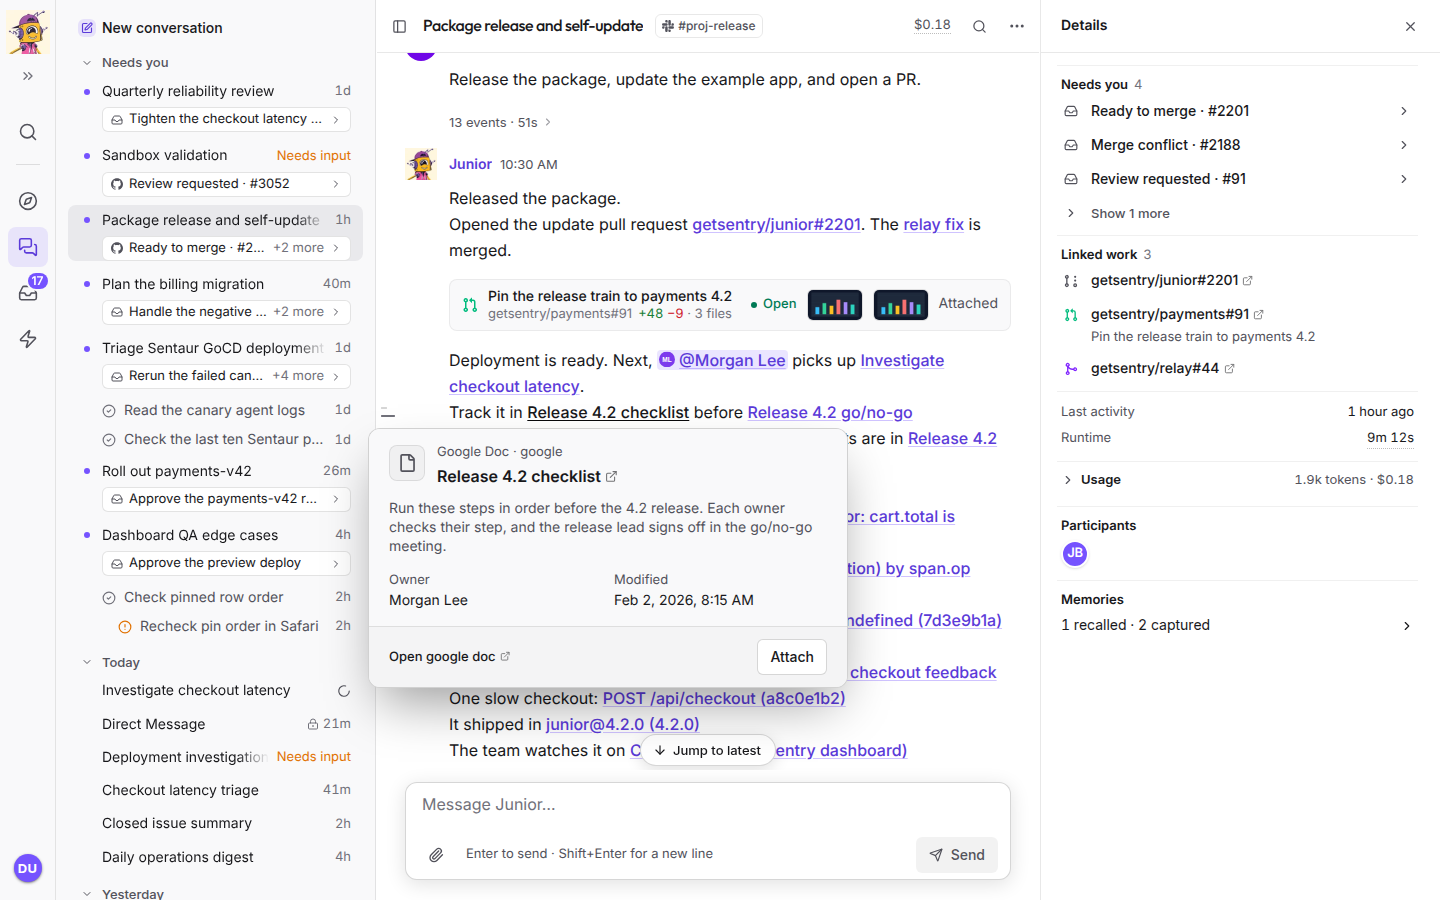 New conversation
Needs you
Quarterly reliability review 1d
Tighten the checkout latency ...
Sandbox validation Needs input
Review requested · #3052
Package release and self-update 1h
Ready to merge · #2... +2 more
Plan the billing migration 40m
Handle the negative ... +2 more
Triage Sentaur GoCD deployment 1d
Rerun the failed can... +4 more
Read the canary agent logs 1d
Check the last ten Sentaur p... 1d
Roll out payments-v42 26m
Approve the payments-v42 r...
Dashboard QA edge cases 4h
Approve the preview deploy
Check pinned row order 2h
Recheck pin order in Safari 2h
Today
Investigate checkout latency
Direct Message 21m
Deployment investigation Needs input
Checkout latency triage 41m
Closed issue summary 2h
Daily operations digest 4h
Yesterday
17
DU
Package release and self-update #proj-release $0.18
Release the package, update the example app, and open a PR.
13 events · 51s
Junior 10:30 AM
Released the package.
Opened the update pull request getsentry/junior#2201. The relay fix is
merged.
Pin the release train to payments 4.2
getsentry/payments#91 +48 −9 · 3 files
Open
Attached
Deployment is ready. Next, ML @Morgan Lee picks up Investigate
checkout latency.
Track it in Release 4.2 checklist before Release 4.2 go/no-go
ts are in Release 4.2
Google Doc · google
Release 4.2 checklist
Run these steps in order before the 4.2 release. Each owner
checks their step, and the release lead signs off in the go/no-go
meeting.
Owner Modified
Morgan Lee Feb 2, 2026, 8:15 AM
Open google doc Attach
or: cart.total is
tion) by span.op
ndefined (7d3e9b1a)
checkout feedback
One slow checkout: POST /api/checkout (a8c0e1b2)
It shipped in junior@4.2.0 (4.2.0)
The team watches it on C entry dashboard)
Jump to latest
Message Junior...
Enter to send · Shift+Enter for a new line
Send
Details
Needs you 4
Ready to merge · #2201
Merge conflict · #2188
Review requested · #91
Show 1 more
Linked work 3
getsentry/junior#2201
getsentry/payments#91
Pin the release train to payments 4.2
getsentry/relay#44
Last activity 1 hour ago
Runtime 9m 12s
Usage 1.9k tokens · $0.18
Participants
JB
Memories
1 recalled · 2 captured